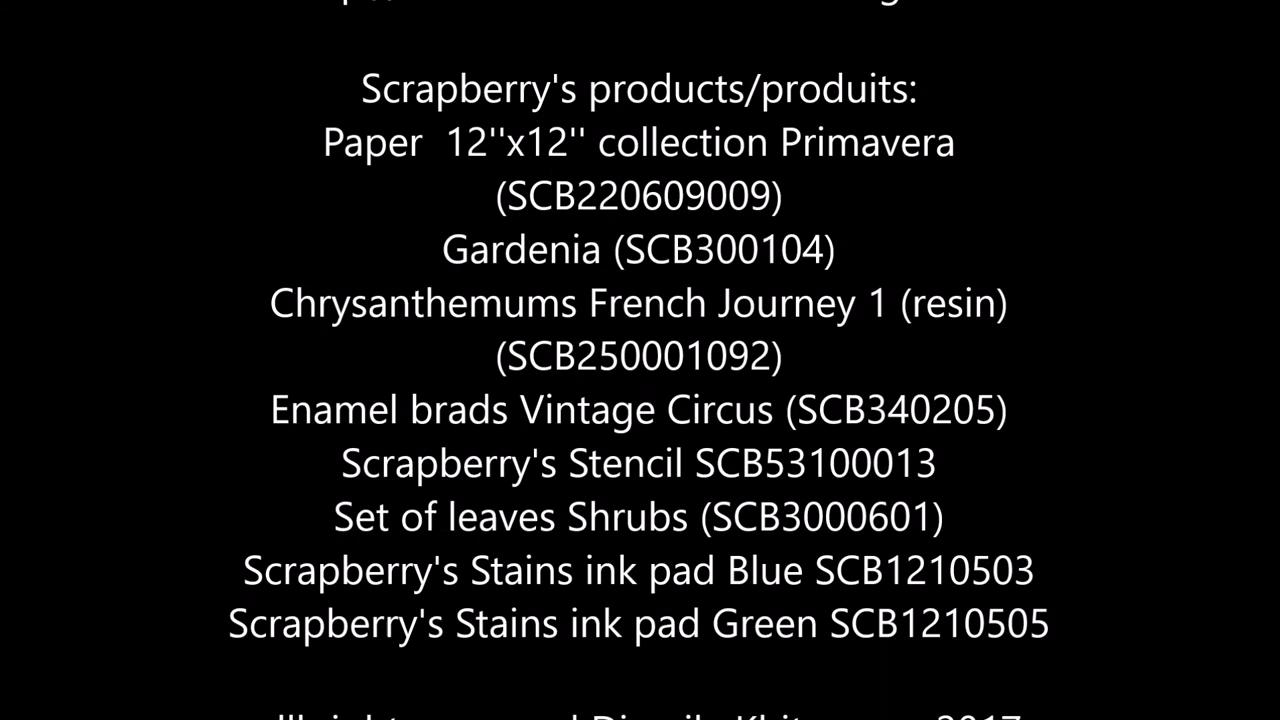 Scrapberry's products/produits:
Paper  12''x12'' collection Primavera
(SCB220609009)
Gardenia (SCB300104)
Chrysanthemums French Journey 1 (resin)
(SCB250001092)
Enamel brads Vintage Circus (SCB340205)
Scrapberry's Stencil SCB53100013
Set of leaves Shrubs (SCB3000601)
Scrapberry's Stains ink pad Blue SCB1210503
Scrapberry's Stains ink pad Green SCB1210505
2017